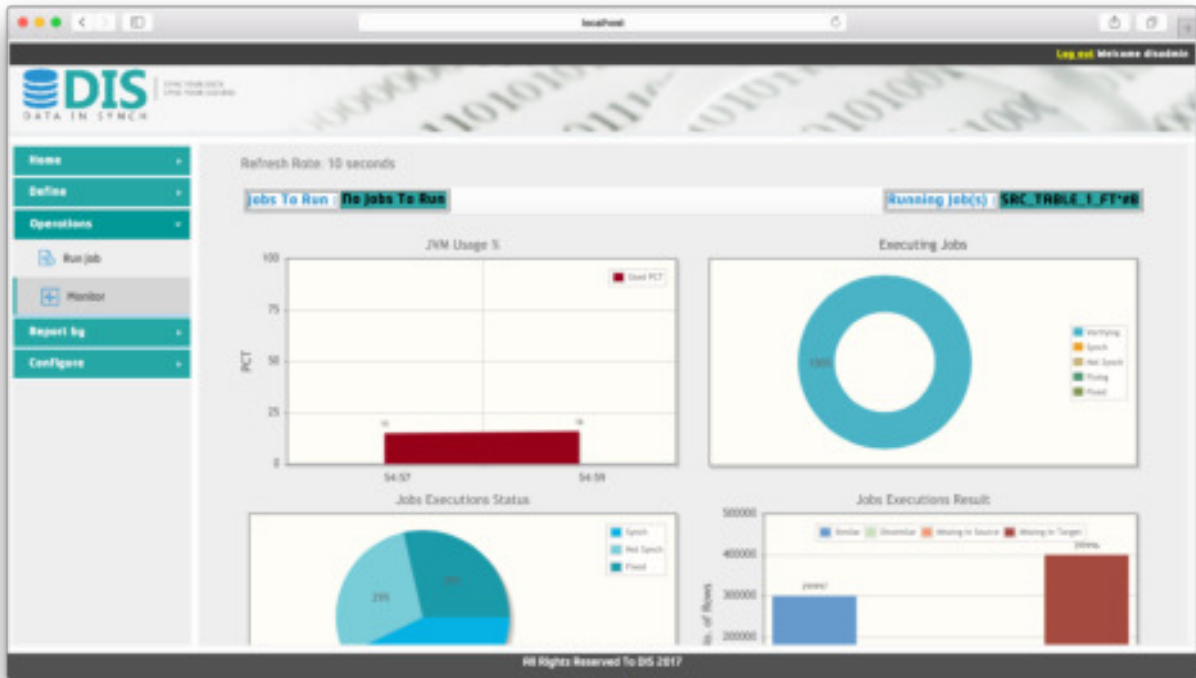 localhost
Log out Welcome disadmin
DIS
DATA IN SYNCH
Home
Define
Operations
Run Job
Monitor
Report by
Configure
Refresh Rate: 10 seconds
Jobs To Run : No Jobs To Run
Running Job(s) : SRC_TABLE_1_FT*#B
JVM Usage %
Used PCT
100
75
50
25
0
PCT
54:57
54:59
Executing Jobs
100%
Verifying
Synch
Not Synch
Fixing
Fixed
Jobs Executions Status
Synch
Not Synch
Fixed
Jobs Executions Result
Similar
Dissimilar
Missing In Source
Missing In Target
500000
400000
300000
200000
No. of Rows
All Rights Reserved To DIS 2017